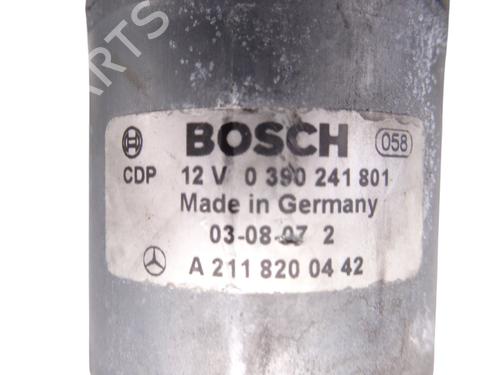 PARTS
BOSCH 058
CDP 12 V 0 390 241 801
Made in Germany
03-08-07 2
A 211 820 04 42